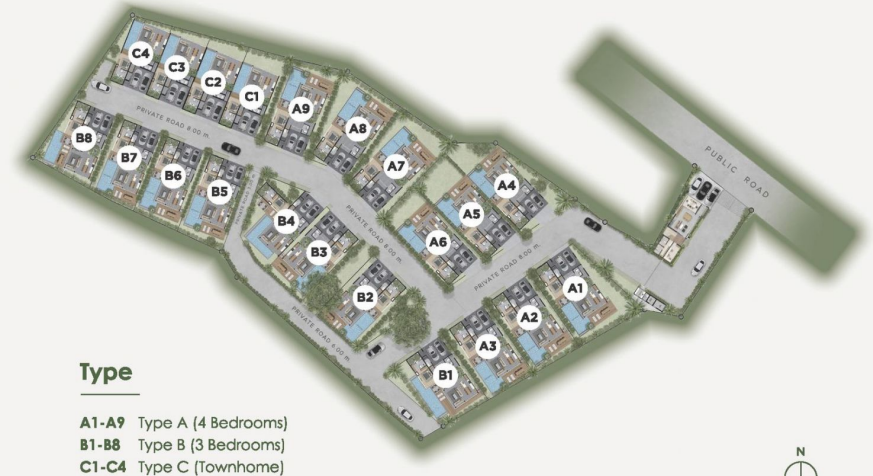 C4
C3
C2
C1
A9
A8
A7
A4
A5
A6
B8
B7
B6
B5
B4
B3
B2
A1
A2
A3
B1
PRIVATE ROAD 8.00 m.
PRIVATE ROAD 8.00 m.
PRIVATE ROAD 8.00 m.
PRIVATE ROAD 6.00 m.
PUBLIC ROAD
Type
A1-A9 Type A (4 Bedrooms)
B1-B8 Type B (3 Bedrooms)
C1-C4 Type C (Townhome)
N